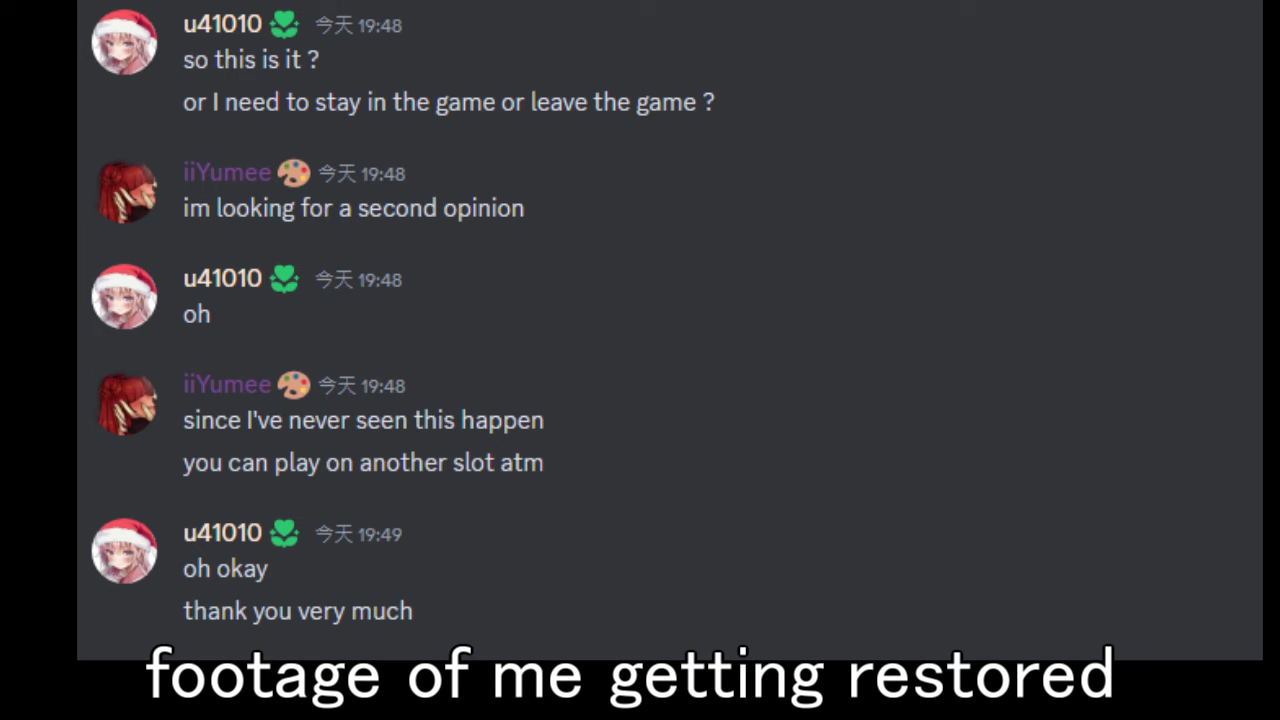 u41010 今天 19:48
so this is it ?
or I need to stay in the game or leave the game ?
iiYumee 今天 19:48
im looking for a second opinion
u41010 今天 19:48
oh
iiYumee 今天 19:48
since I've never seen this happen
you can play on another slot atm
u41010 今天 19:49
oh okay
thank you very much
footage of me getting restored